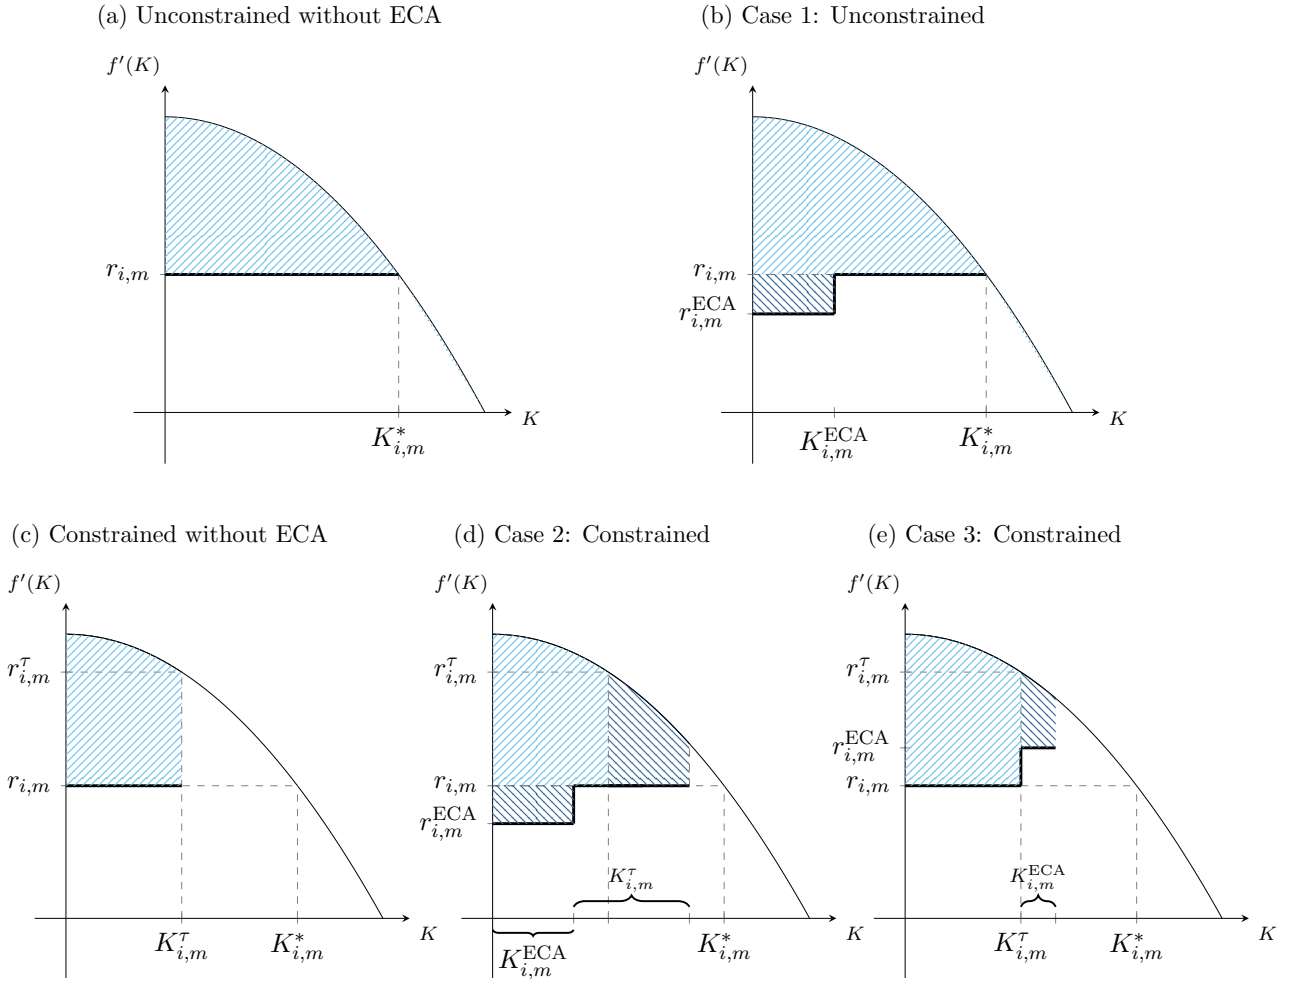 (a) Unconstrained without ECA
f′(K)
r_{i,m}
K
K*_{i,m}
(b) Case 1: Unconstrained
f′(K)
r_{i,m}
r^{ECA}_{i,m}
K
K^{ECA}_{i,m}
K*_{i,m}
(c) Constrained without ECA
f′(K)
r^τ_{i,m}
r_{i,m}
K
K^τ_{i,m}
K*_{i,m}
(d) Case 2: Constrained
f′(K)
r^τ_{i,m}
r_{i,m}
r^{ECA}_{i,m}
K^τ_{i,m}
K
K^{ECA}_{i,m}
K*_{i,m}
(e) Case 3: Constrained
f′(K)
r^τ_{i,m}
r^{ECA}_{i,m}
r_{i,m}
K^{ECA}_{i,m}
K
K^τ_{i,m}
K*_{i,m}